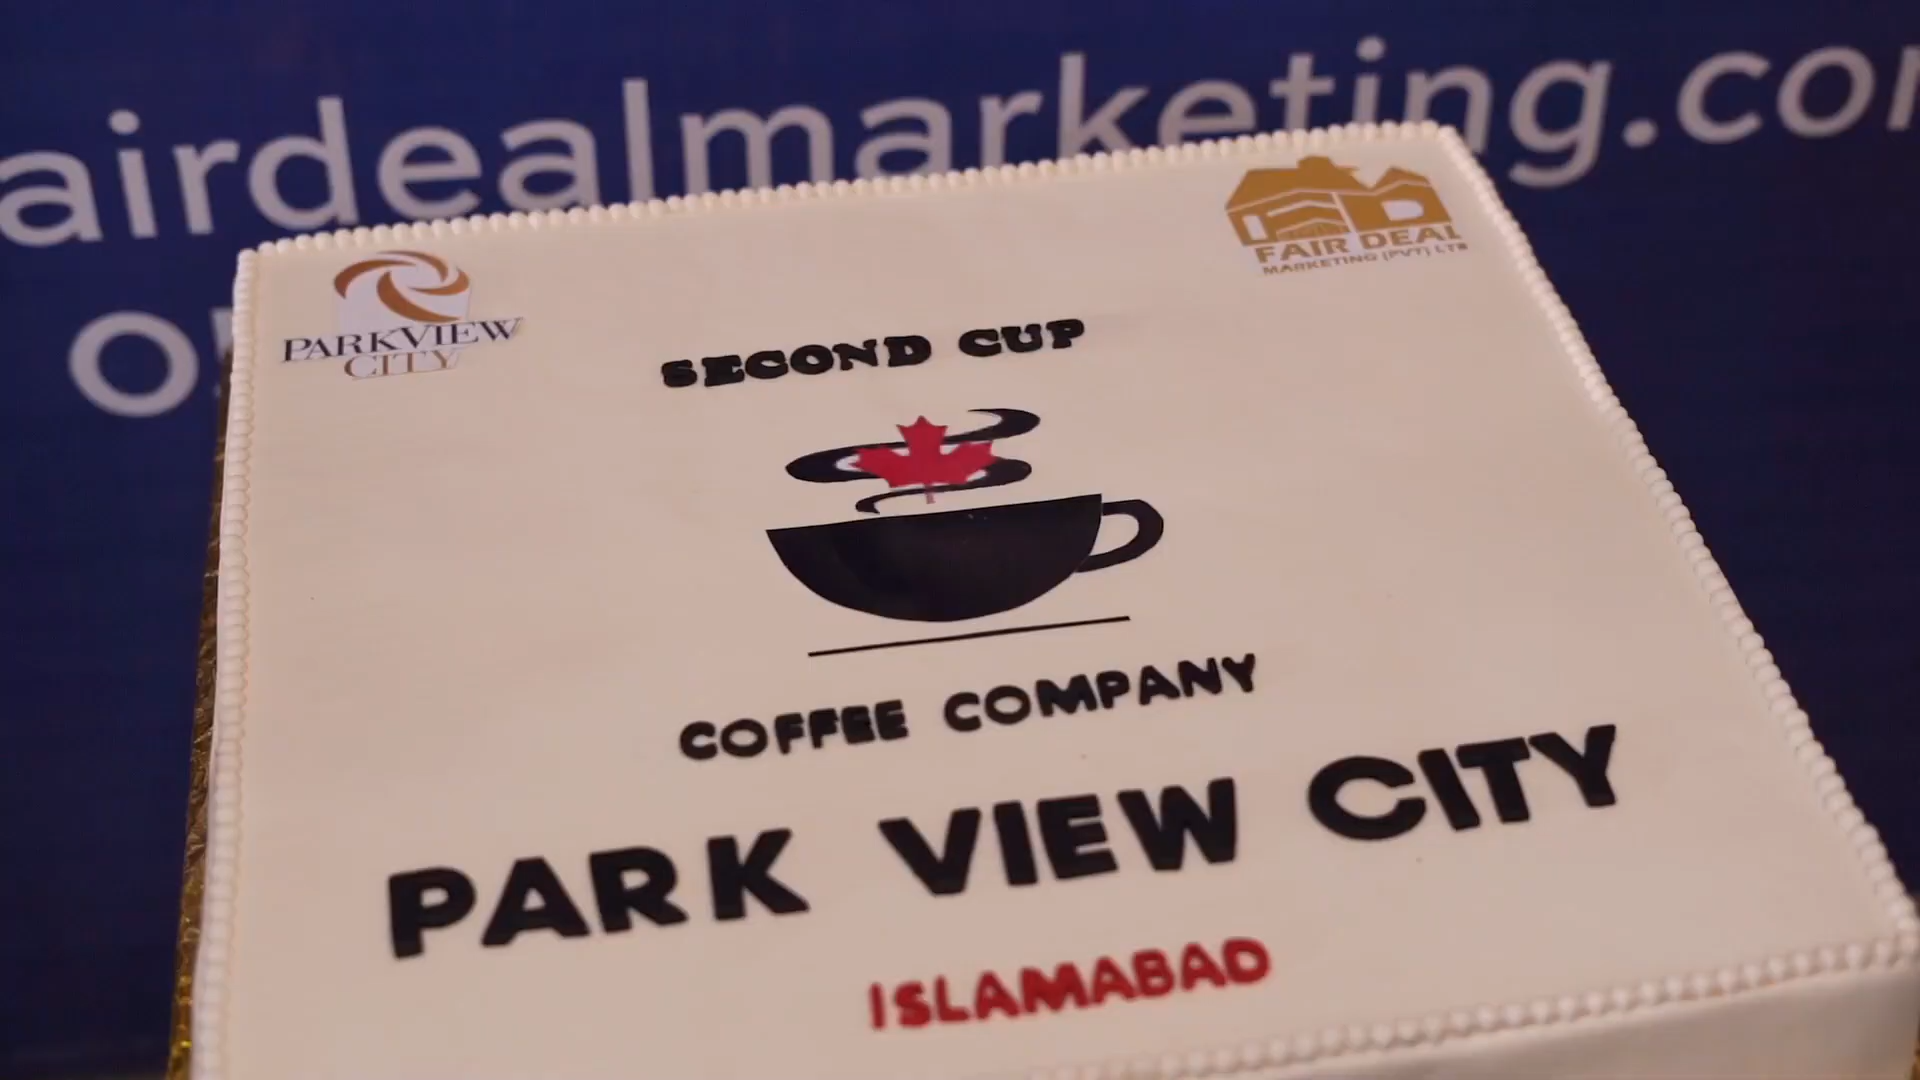 airdealmarketing.co
PARKVIEW
CITY
FAIR DEAL
MARKETING (PVT) LTD
SECOND CUP
COFFEE COMPANY
PARK VIEW CITY
ISLAMABAD